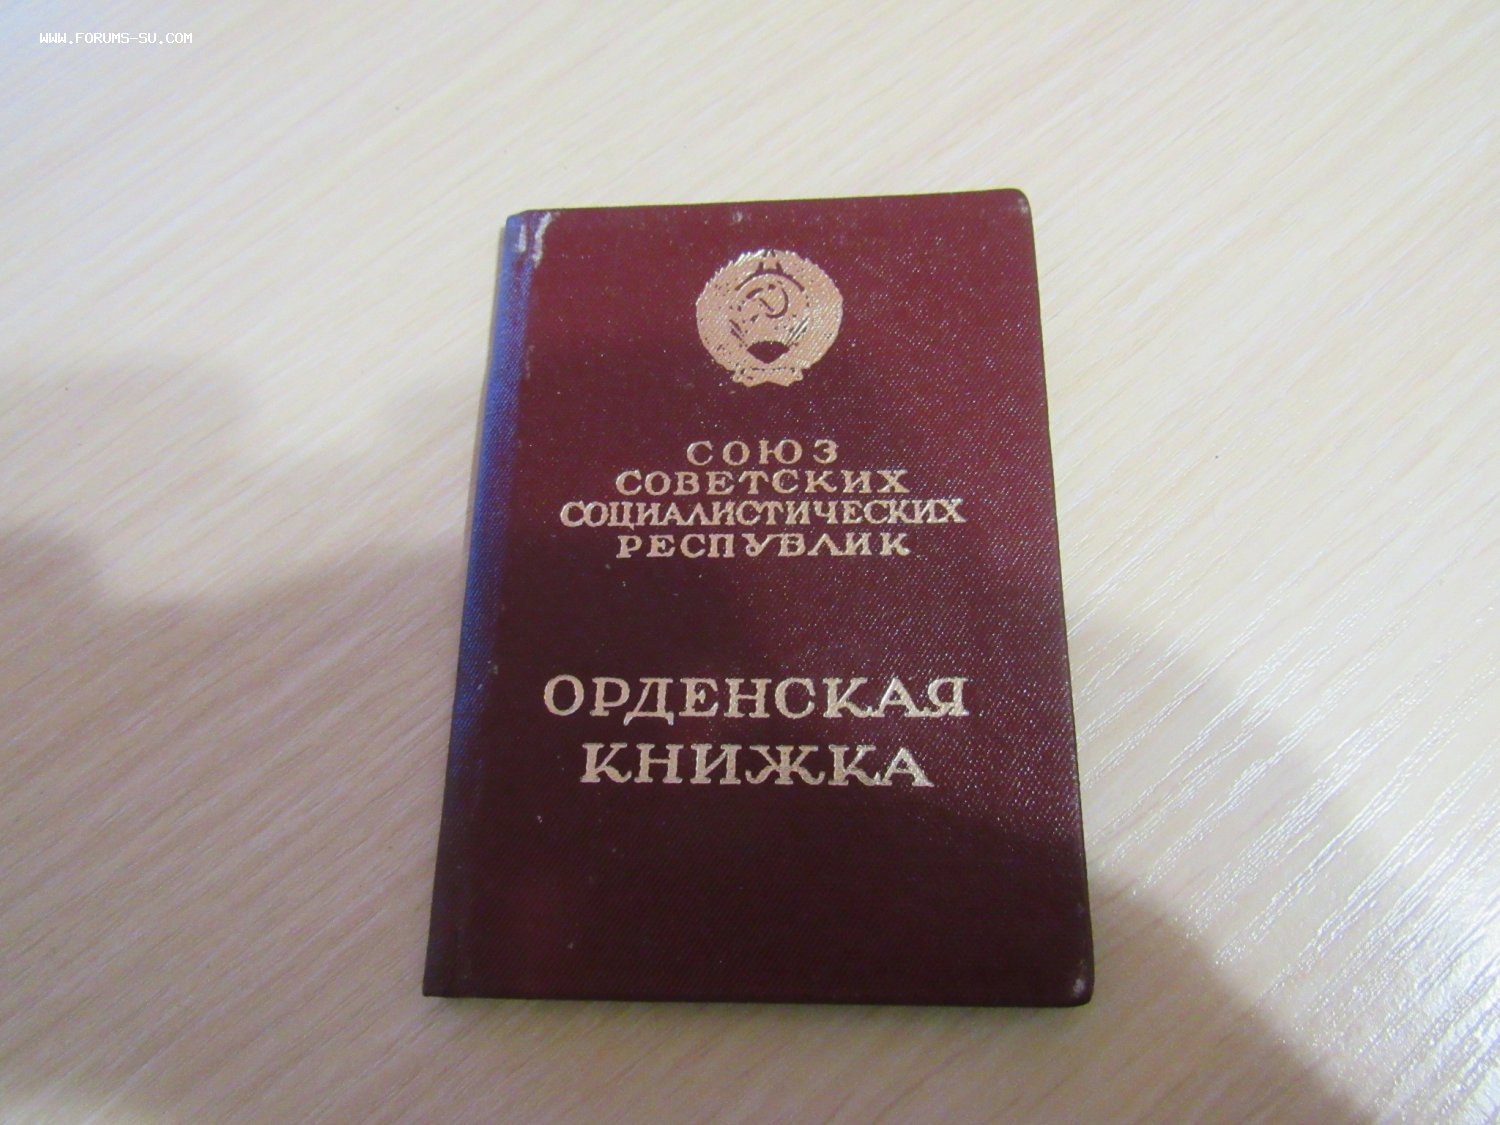 WWW.FORUMS-SU.COM
СОЮЗ
СОВЕТСКИХ
СОЦИАЛИСТИЧЕСКИХ
РЕСПУБЛИК
ОРДЕНСКАЯ
КНИЖКА